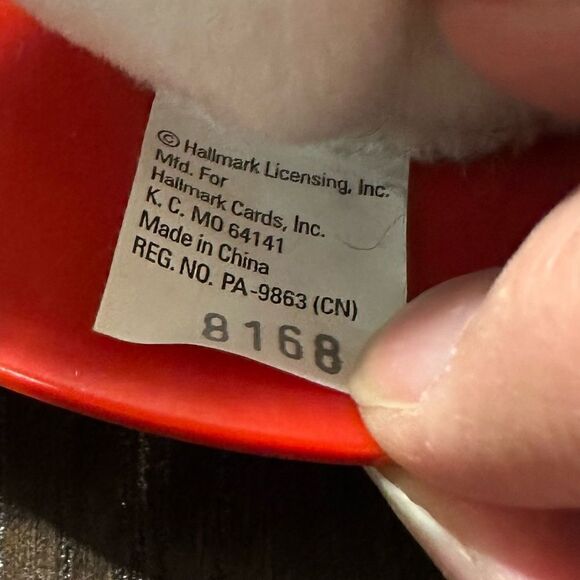 © Hallmark Licensing, Inc.
Mfd. For
Hallmark Cards, Inc.
K. C. MO 64141
Made in China
REG. NO. PA-9863 (CN)
8168